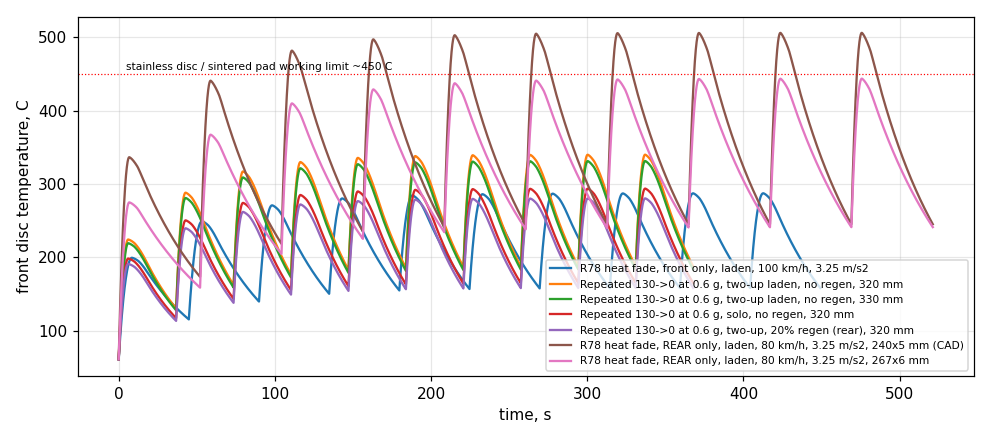 front disc temperature, C
500
400
300
200
100
stainless disc / sintered pad working limit ~450 C
R78 heat fade, front only, laden, 100 km/h, 3.25 m/s2
Repeated 130->0 at 0.6 g, two-up laden, no regen, 320 mm
Repeated 130->0 at 0.6 g, two-up laden, no regen, 330 mm
Repeated 130->0 at 0.6 g, solo, no regen, 320 mm
Repeated 130->0 at 0.6 g, two-up, 20% regen (rear), 320 mm
R78 heat fade, REAR only, laden, 80 km/h, 3.25 m/s2, 240x5 mm (CAD)
R78 heat fade, REAR only, laden, 80 km/h, 3.25 m/s2, 267x6 mm
0 100 200 300 400 500
time, s